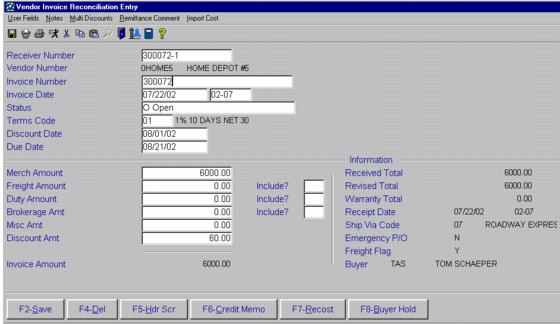 Vendor Invoice Reconciliation Entry
User Fields Notes Multi Discounts Remittance Comment Import Cost
Receiver Number 300072-1
Vendor Number 0HOME5 HOME DEPOT #5
Invoice Number 300072
Invoice Date 07/22/02 02-07
Status O Open
Terms Code 01 1% 10 DAYS NET 30
Discount Date 08/01/02
Due Date 08/21/02
Information
Merch Amount 6000.00 Received Total 6000.00
Freight Amount 0.00 Include? Revised Total 6000.00
Duty Amount 0.00 Include? Warranty Total 0.00
Brokerage Amt 0.00 Include? Receipt Date 07/22/02 02-07
Misc Amt 0.00 Ship Via Code 07 ROADWAY EXPRES
Discount Amt 60.00 Emergency P/O N
Freight Flag Y
Invoice Amount 6000.00 Buyer TAS TOM SCHAEPER
F2-Save F4-Del F5-Hdr Scr F6-Credit Memo F7-Recost F8-Buyer Hold